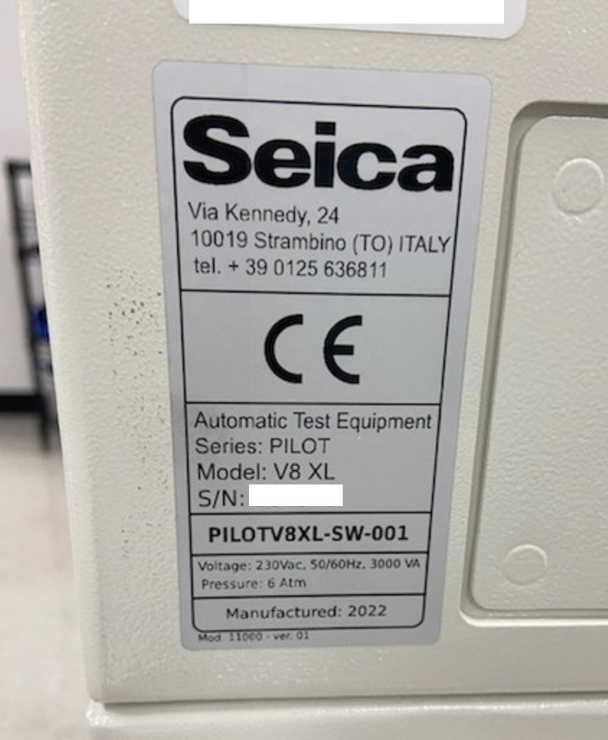 Seica
Via Kennedy, 24
10019 Strambino (TO) ITALY
tel. + 39 0125 636811
CE
Automatic Test Equipment
Series: PILOT
Model: V8 XL
S/N:
PILOTV8XL-SW-001
Voltage: 230Vac, 50/60Hz, 3000 VA
Pressure: 6 Atm
Manufactured: 2022
Mod 11000 - ver. 01